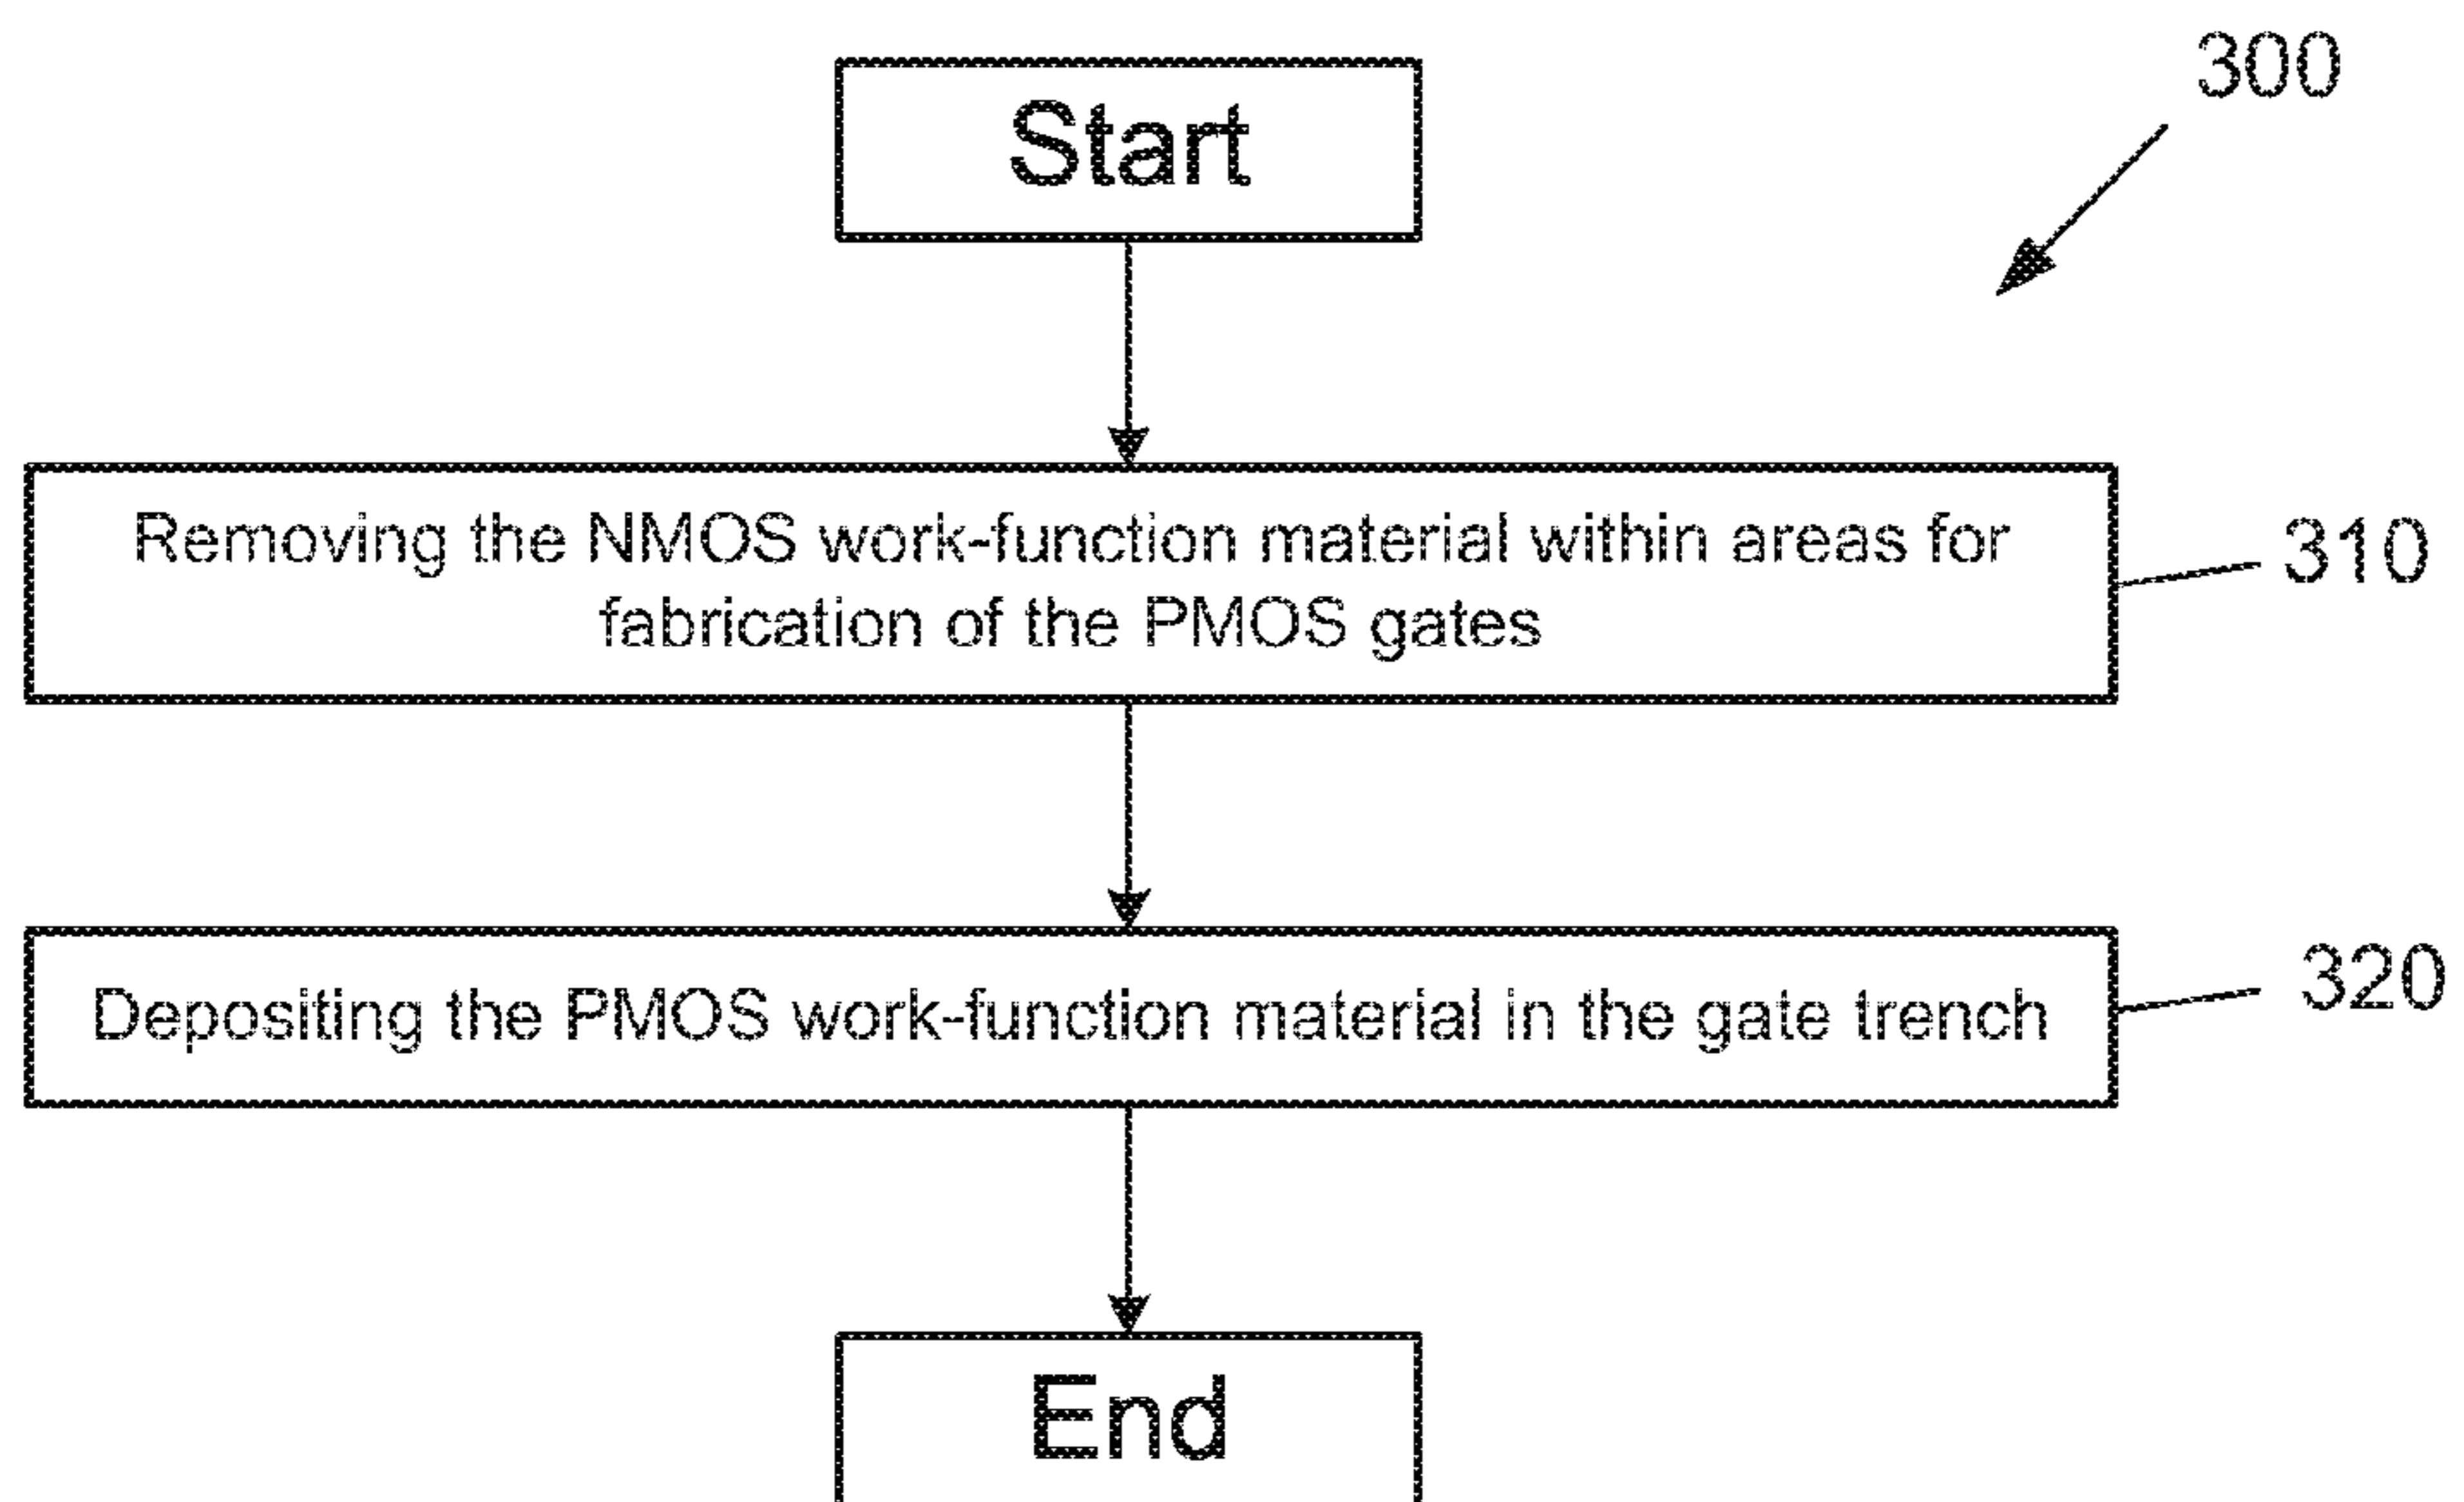 Start
300
Removing the NMOS work-function material within areas for
fabrication of the PMOS gates
310
Depositing the PMOS work-function material in the gate trench
320
End